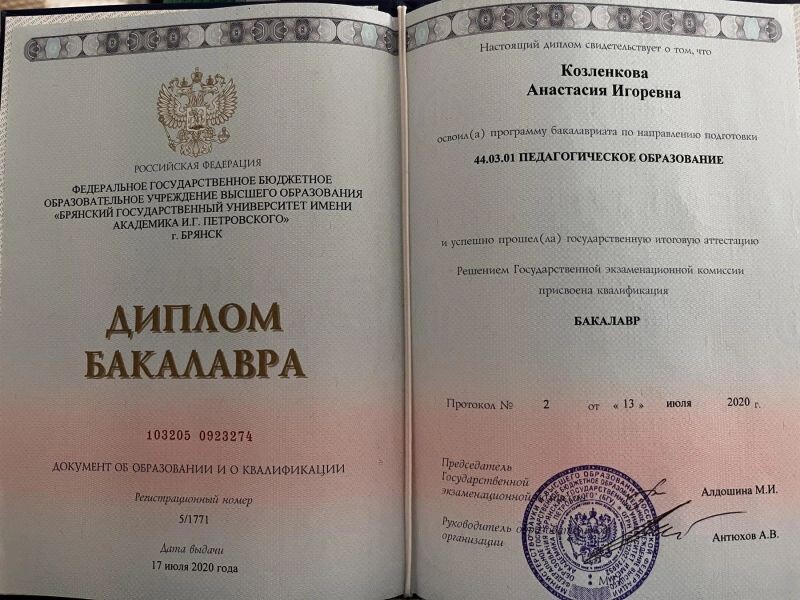 РОССИЙСКАЯ ФЕДЕРАЦИЯ
ФЕДЕРАЛЬНОЕ ГОСУДАРСТВЕННОЕ БЮДЖЕТНОЕ
ОБРАЗОВАТЕЛЬНОЕ УЧРЕЖДЕНИЕ ВЫСШЕГО ОБРАЗОВАНИЯ
«БРЯНСКИЙ ГОСУДАРСТВЕННЫЙ УНИВЕРСИТЕТ ИМЕНИ
АКАДЕМИКА И.Г. ПЕТРОВСКОГО»
г. БРЯНСК
ДИПЛОМ
БАКАЛАВРА
103205 0923274
ДОКУМЕНТ ОБ ОБРАЗОВАНИИ И О КВАЛИФИКАЦИИ
Регистрационный номер
5/1771
Дата выдачи
17 июля 2020 года
Настоящий диплом свидетельствует о том, что
Козленкова
Анастасия Игоревна
освоил(а) программу бакалавриата по направлению подготовки
44.03.01 ПЕДАГОГИЧЕСКОЕ ОБРАЗОВАНИЕ
и успешно прошел(ла) государственную итоговую аттестацию
Решением Государственной экзаменационной комиссии
присвоена квалификация
БАКАЛАВР
Протокол № 2 от « 13 » июля 2020 г.
Председатель
Государственной
экзаменационной
Алдошина М.И.
Руководитель
организации
Антюхов А.В.